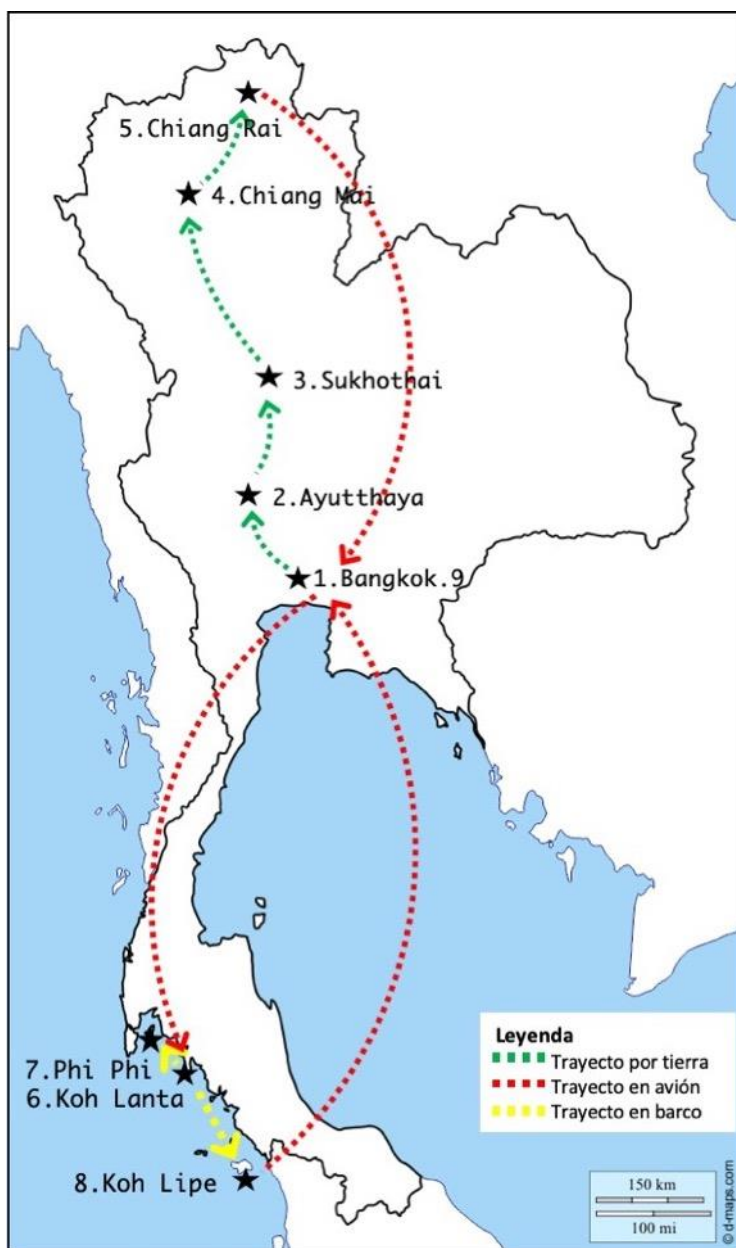 5.Chiang Rai
4.Chiang Mai
3.Sukhothai
2.Ayutthaya
1.Bangkok.9
7.Phi Phi
6.Koh Lanta
8.Koh Lipe
Leyenda
Trayecto por tierra
Trayecto en avión
Trayecto en barco
150 km
100 mi
© d-maps.com